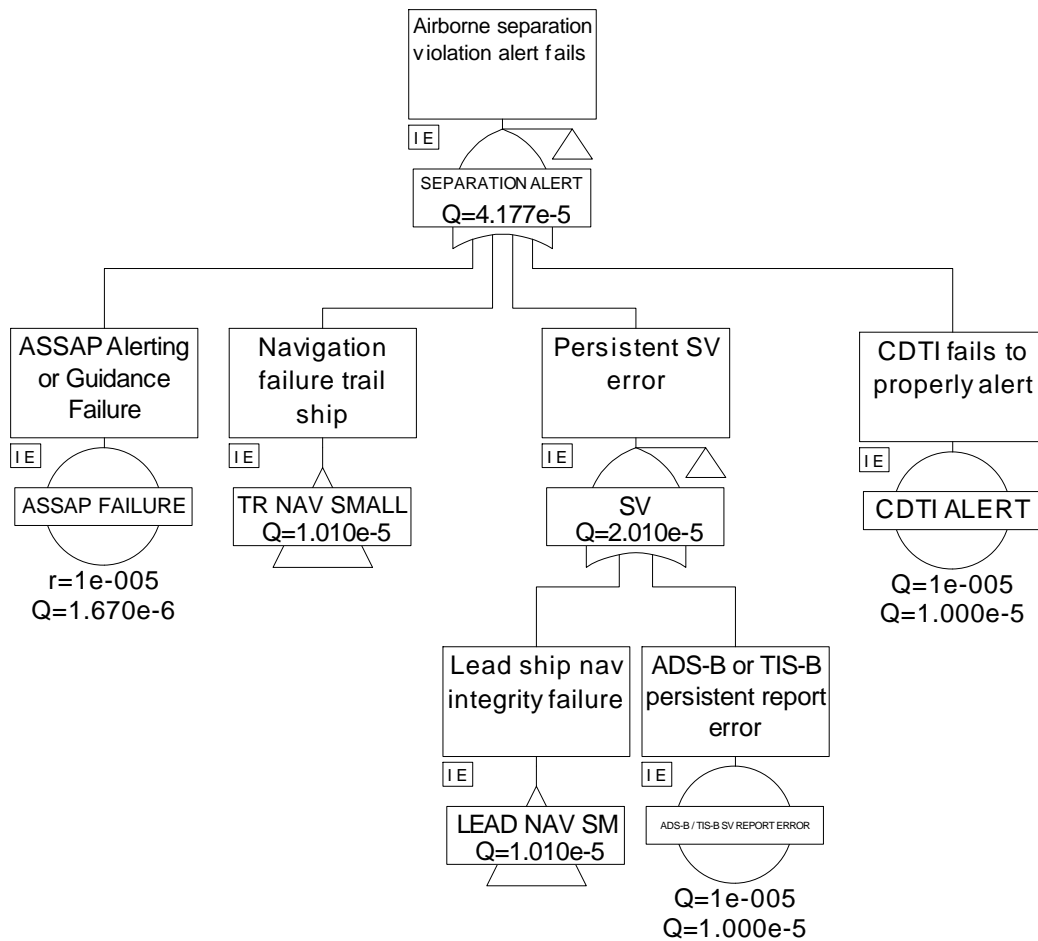 Airborne separation
violation alert fails
IE
SEPARATION ALERT
Q=4.177e-5
ASSAP Alerting
or Guidance
Failure
IE
ASSAP FAILURE
r=1e-005
Q=1.670e-6
Navigation
failure trail
ship
IE
TR NAV SMALL
Q=1.010e-5
Persistent SV
error
IE
SV
Q=2.010e-5
CDTI fails to
properly alert
IE
CDTI ALERT
Q=1e-005
Q=1.000e-5
Lead ship nav
integrity failure
IE
LEAD NAV SM
Q=1.010e-5
ADS-B or TIS-B
persistent report
error
IE
ADS-B / TIS-B SV REPORT ERROR
Q=1e-005
Q=1.000e-5